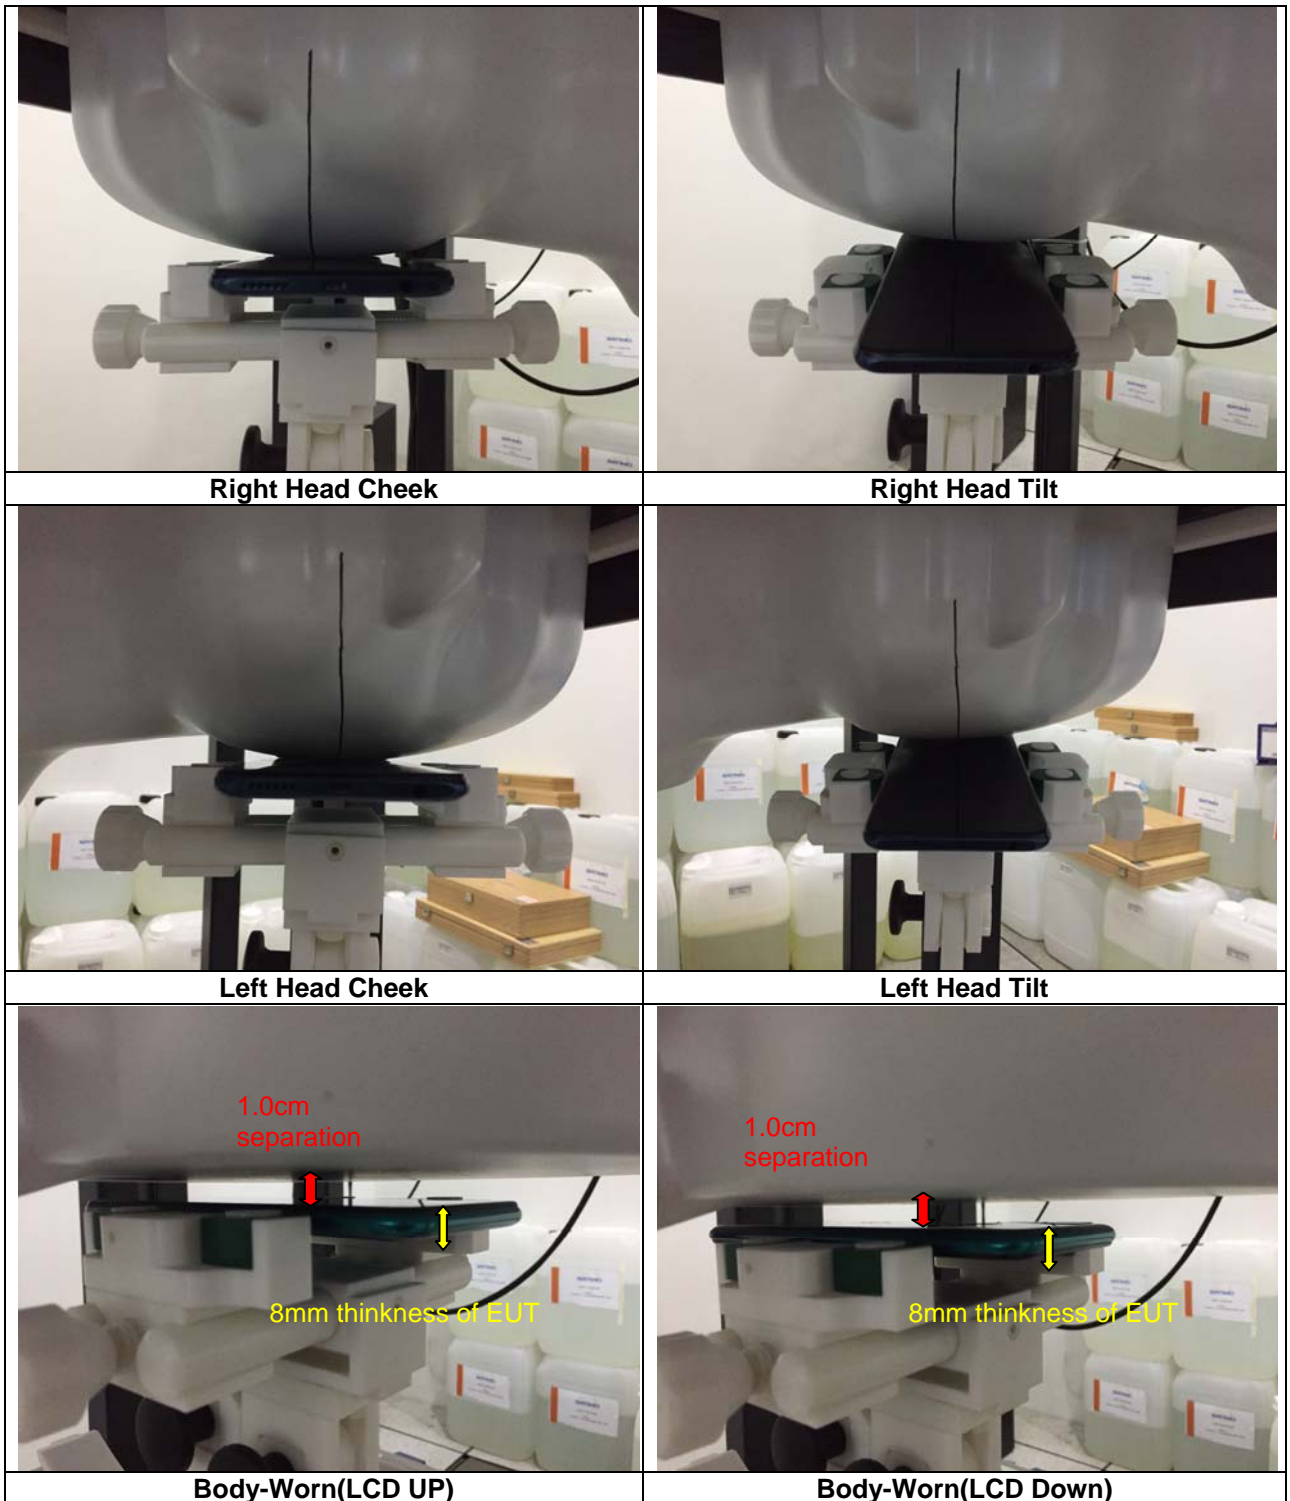 Right Head Cheek
Right Head Tilt
Left Head Cheek
Left Head Tilt
1.0cm
separation
8mm thinkness of EUT
1.0cm
separation
8mm thinkness of EUT
Body-Worn(LCD UP)
Body-Worn(LCD Down)